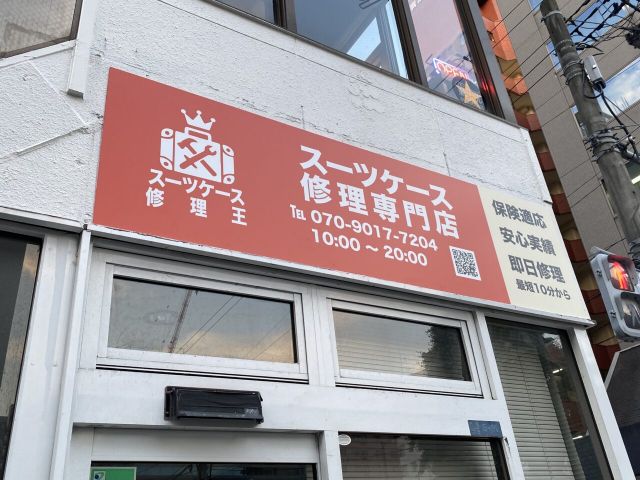 スーツケース
修理王
スーツケース
修理専門店
TEL 070-9017-7204
10:00 ～ 20:00
保険適応
安心実績
即日修理
最短10分から